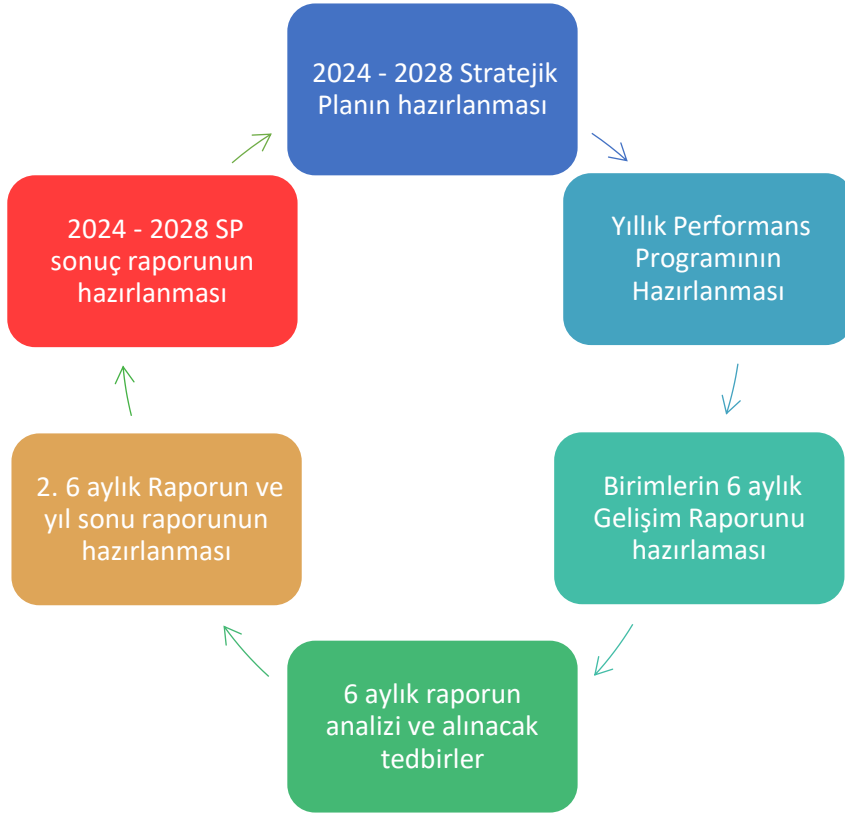 2024 - 2028 Stratejik
Planın hazırlanması
Yıllık Performans
Programının
Hazırlanması
Birimlerin 6 aylık
Gelişim Raporunu
hazırlaması
6 aylık raporun
analizi ve alınacak
tedbirler
2. 6 aylık Raporun ve
yıl sonu raporunun
hazırlanması
2024 - 2028 SP
sonuç raporunun
hazırlanması